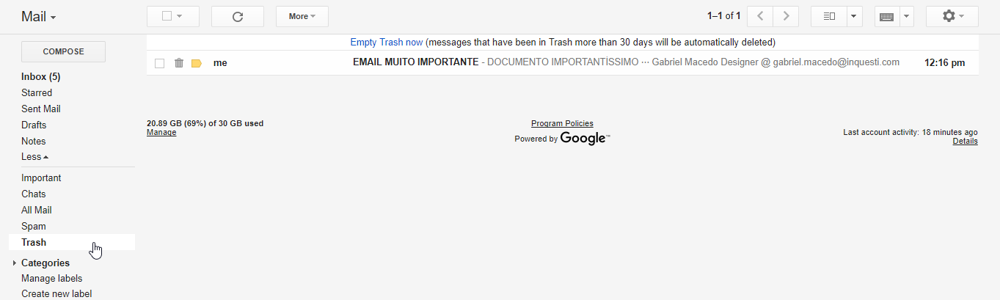 Mail
More
1–1 of 1
COMPOSE
Empty Trash now (messages that have been in Trash more than 30 days will be automatically deleted)
me EMAIL MUITO IMPORTANTE - DOCUMENTO IMPORTANTÍSSIMO ··· Gabriel Macedo Designer @ gabriel.macedo@inquesti.com 12:16 pm
Inbox (5)
Starred
Sent Mail
Drafts
Notes
Less
Important
Chats
All Mail
Spam
Trash
Categories
Manage labels
Create new label
20.89 GB (69%) of 30 GB used
Manage
Program Policies
Powered by Google™
Last account activity: 18 minutes ago
Details